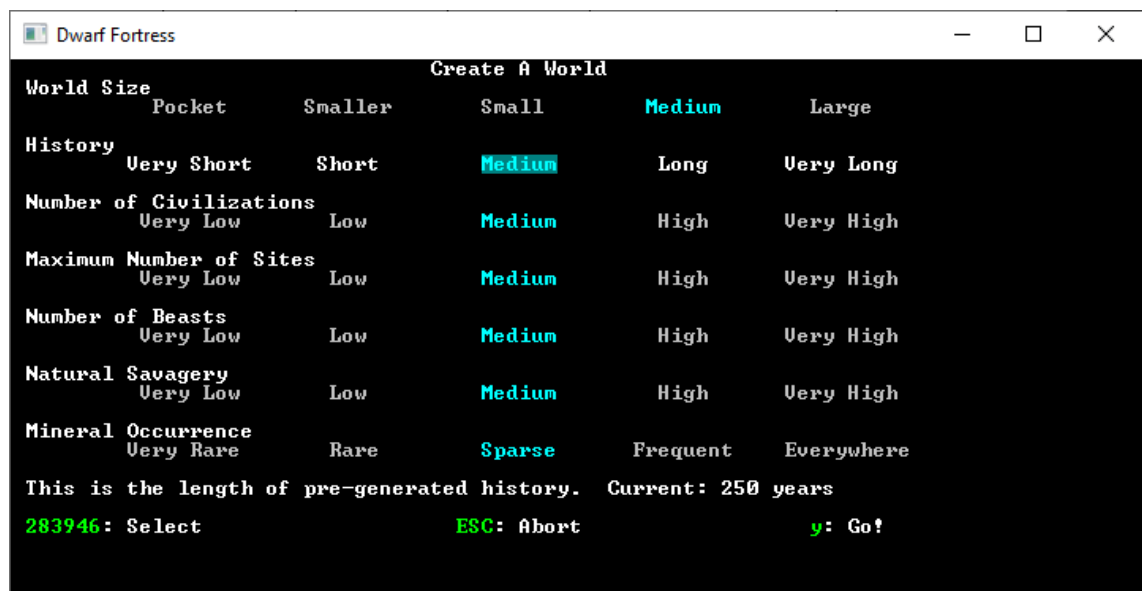 Dwarf Fortress
Create A World
World Size
Pocket Smaller Small Medium Large
History
Very Short Short Medium Long Very Long
Number of Civilizations
Very Low Low Medium High Very High
Maximum Number of Sites
Very Low Low Medium High Very High
Number of Beasts
Very Low Low Medium High Very High
Natural Savagery
Very Low Low Medium High Very High
Mineral Occurrence
Very Rare Rare Sparse Frequent Everywhere
This is the length of pre-generated history. Current: 250 years
283946: Select ESC: Abort y: Go!